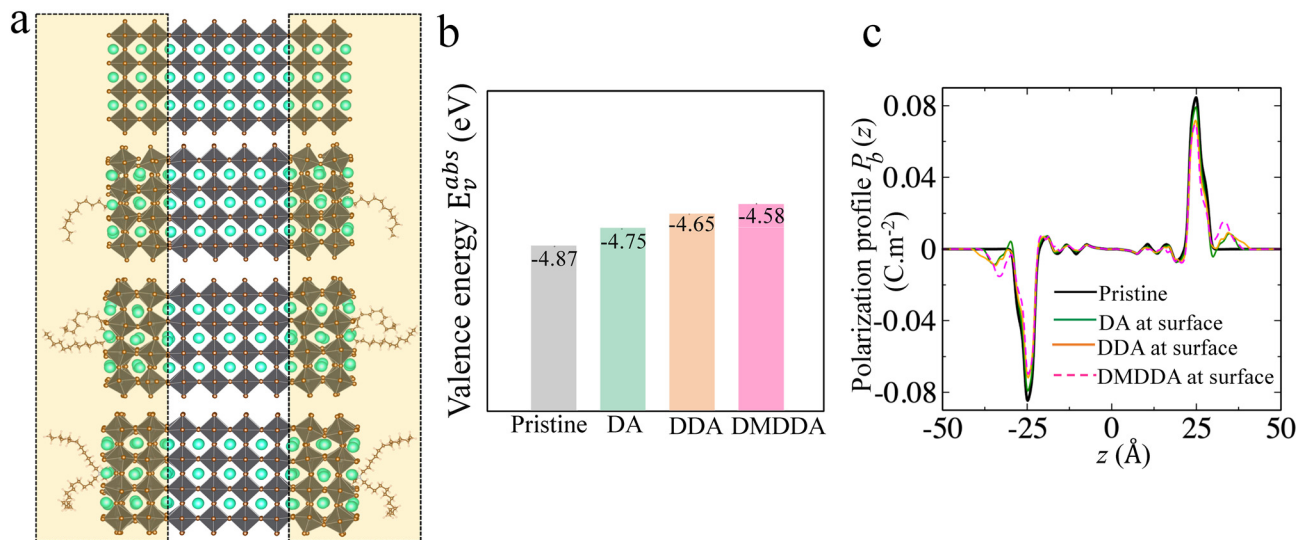 a
b
c
Valence energy E_v^abs (eV)
-4.87
-4.75
-4.65
-4.58
Pristine
DA
DDA
DMDDA
Polarization profile P_b(z)
(C.m⁻²)
0.08
0.04
0
-0.04
-0.08
Pristine
DA at surface
DDA at surface
DMDDA at surface
-50
-25
0
25
50
z (Å)